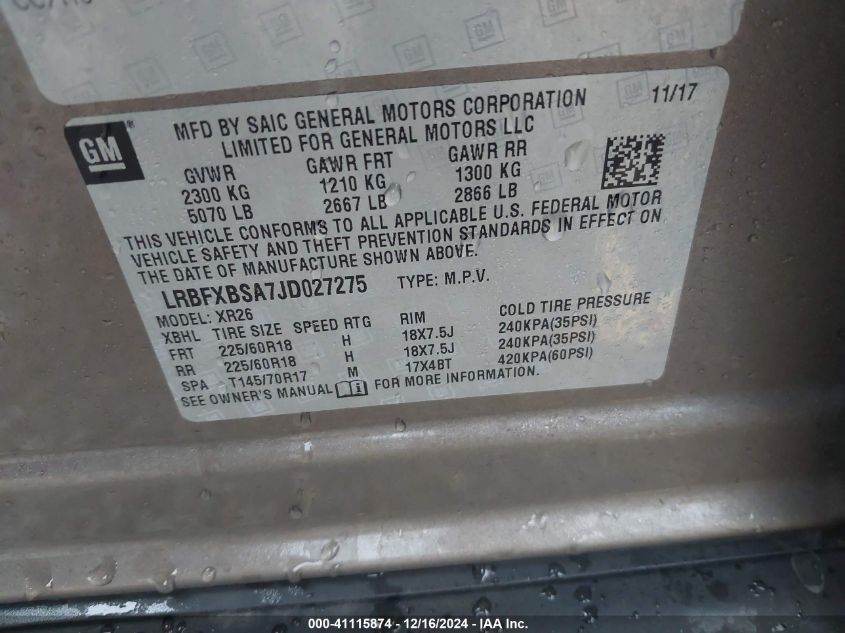 GM
MFD BY SAIC GENERAL MOTORS CORPORATION 11/17
LIMITED FOR GENERAL MOTORS LLC
GVWR GAWR FRT GAWR RR
2300 KG 1210 KG 1300 KG
5070 LB 2667 LB 2866 LB
THIS VEHICLE CONFORMS TO ALL APPLICABLE U.S. FEDERAL MOTOR
VEHICLE SAFETY AND THEFT PREVENTION STANDARDS IN EFFECT ON
THE DATE OF MANUFACTURE SHOWN ABOVE.
LRBFXBSA7JD027275 TYPE: M.P.V.
MODEL: XR26
XBHL TIRE SIZE SPEED RTG RIM COLD TIRE PRESSURE
FRT 225/60R18 H 18X7.5J 240KPA(35PSI)
RR 225/60R18 H 18X7.5J 240KPA(35PSI)
SPA T145/70R17 M 17X4BT 420KPA(60PSI)
SEE OWNER'S MANUAL FOR MORE INFORMATION.
000-41115874 / 12/16/2024 - IAA Inc.